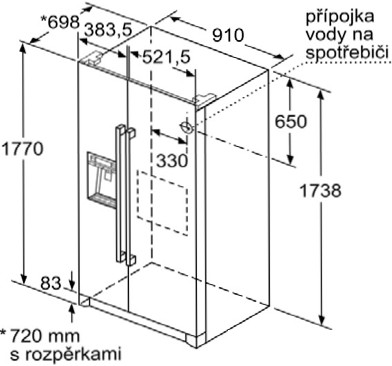 *698
383,5
910
521,5
přípojka
vody na
spotřebiči
1770
650
330
1738
83
* 720 mm
s rozpěrkami